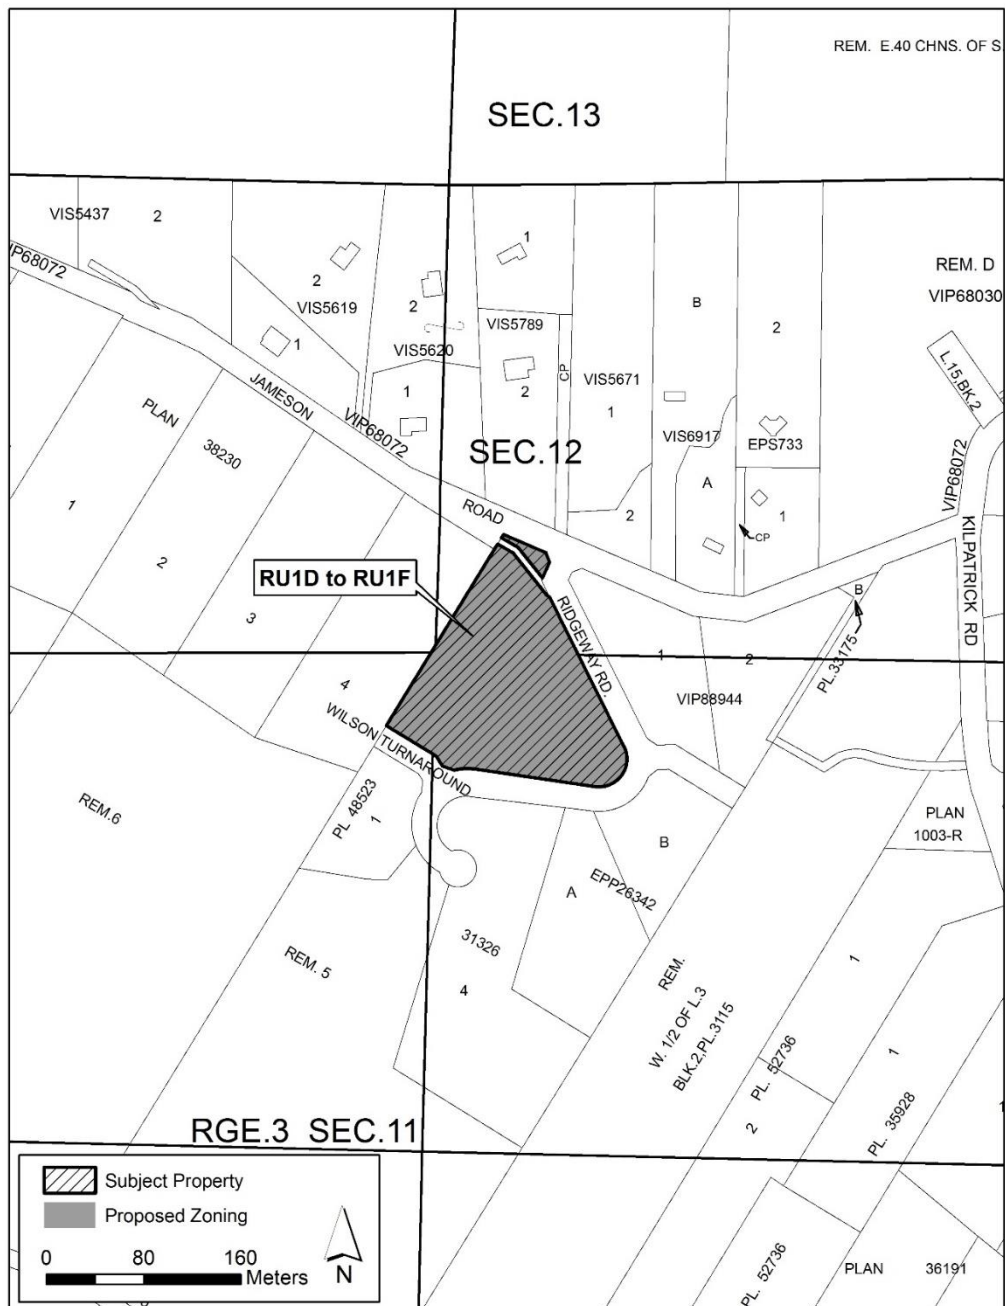 REM. E.40 CHNS. OF S
SEC.13
VIS5437
2
VIP68072
1
2
VIS5619
2
REM. D
VIP68030
B
2
1
VIS5620
VIS5789
CP
VIS5671
L.15,BK.2
JAMESON
1
2
1
PLAN
38230
VIP68072
SEC.12
VIS6917
EPS733
VIP68072
A
1
2
ROAD
1
CP
2
RU1D to RU1F
B
KILPATRICK RD
3
RIDGEWAY RD.
1
2
PL.33175
4
VIP88944
WILSON TURNAROUND
REM.6
PL. 48523
1
PLAN
1003-R
B
A
EPP26342
31326
REM. 5
4
1
REM.
W. 1/2 OF L.3
BLK.2,PL.3115
PL. 52736
1
2
PL. 35928
1
RGE.3 SEC.11
Subject Property
Proposed Zoning
0 80 160
Meters
N
PL. 52736
PLAN 36191